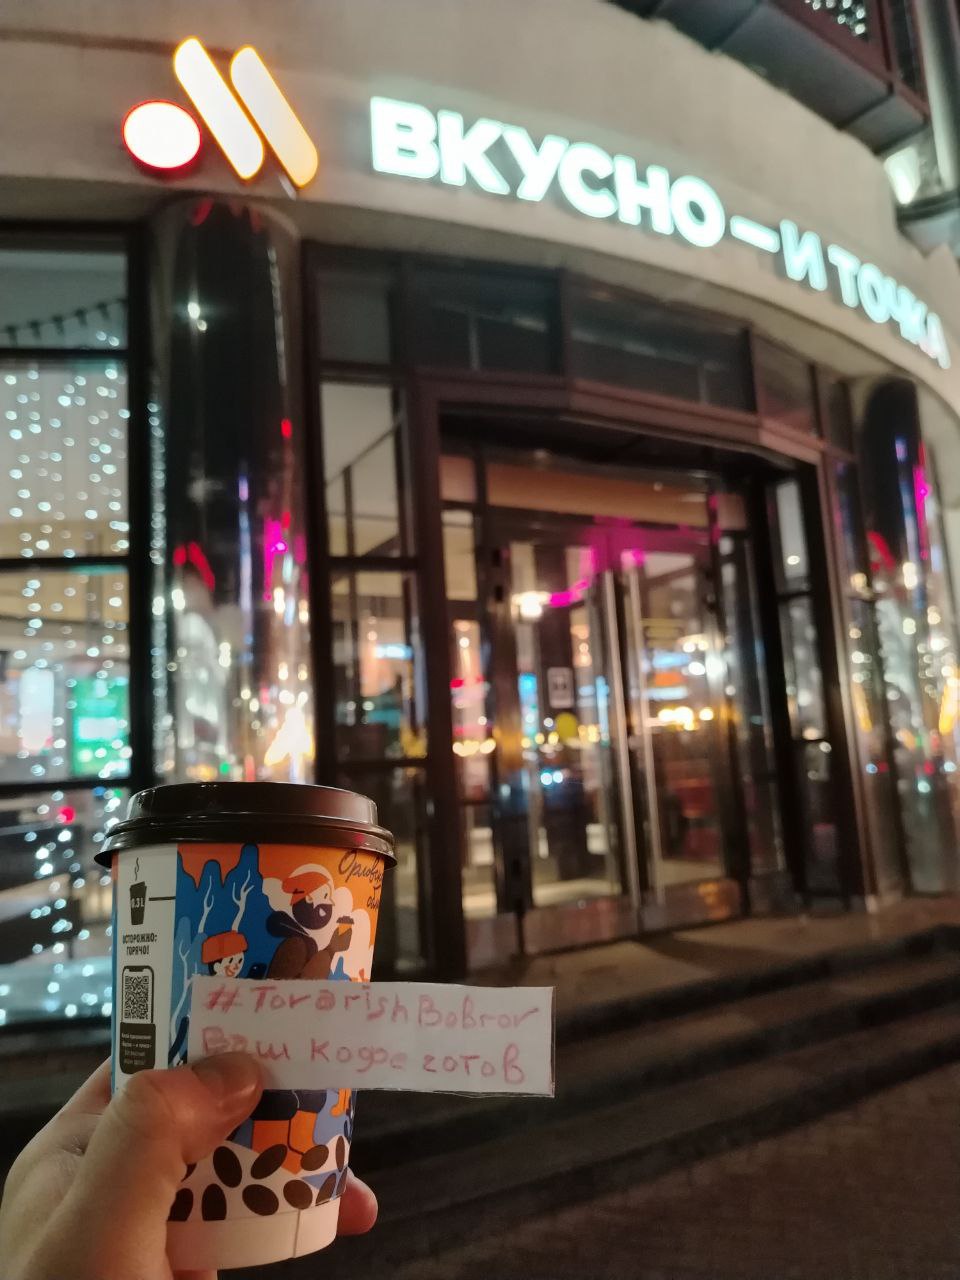 ВКУСНО — И ТОЧКА
0.3 L
ОСТОРОЖНО:
ГОРЯЧО!
#TovarishBobrov
Ваш кофе готов